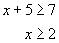 x + 5 ≥ 7
x ≥ 2